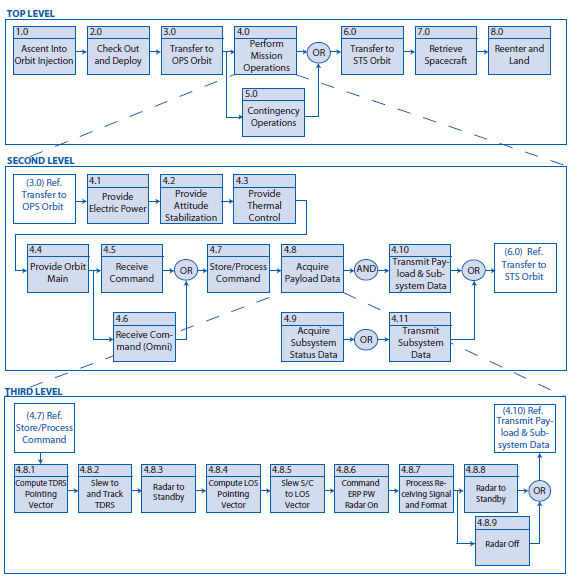 TOP LEVEL
1.0
Ascent Into
Orbit Injection
2.0
Check Out
and Deploy
3.0
Transfer to
OPS Orbit
4.0
Perform
Mission
Operations
OR
6.0
Transfer to
STS Orbit
7.0
Retrieve
Spacecraft
8.0
Reenter and
Land
5.0
Contingency
Operations
SECOND LEVEL
(3.0) Ref.
Transfer to
OPS Orbit
4.1
Provide
Electric Power
4.2
Provide
Attitude
Stabilization
4.3
Provide
Thermal
Control
4.4
Provide Orbit
Main
4.5
Receive
Command
OR
4.7
Store/Process
Command
4.8
Acquire
Payload Data
AND
4.10
Transmit Pay-
load & Sub-
system Data
OR
(6.0) Ref.
Transfer to
STS Orbit
4.6
Receive Com-
mand (Omni)
4.9
Acquire
Subsystem
Status Data
OR
4.11
Transmit
Subsystem
Data
THIRD LEVEL
(4.7) Ref.
Store/Process
Command
(4.10) Ref.
Transmit Pay-
load & Sub-
system Data
4.8.1
Compute TDRS
Pointing
Vector
4.8.2
Slew to
and Track
TDRS
4.8.3
Radar to
Standby
4.8.4
Compute LOS
Pointing
Vector
4.8.5
Slew S/C
to LOS
Vector
4.8.6
Command
ERP PW
Radar On
4.8.7
Process Re-
ceiving Signal
and Format
4.8.8
Radar to
Standby
OR
4.8.9
Radar Off